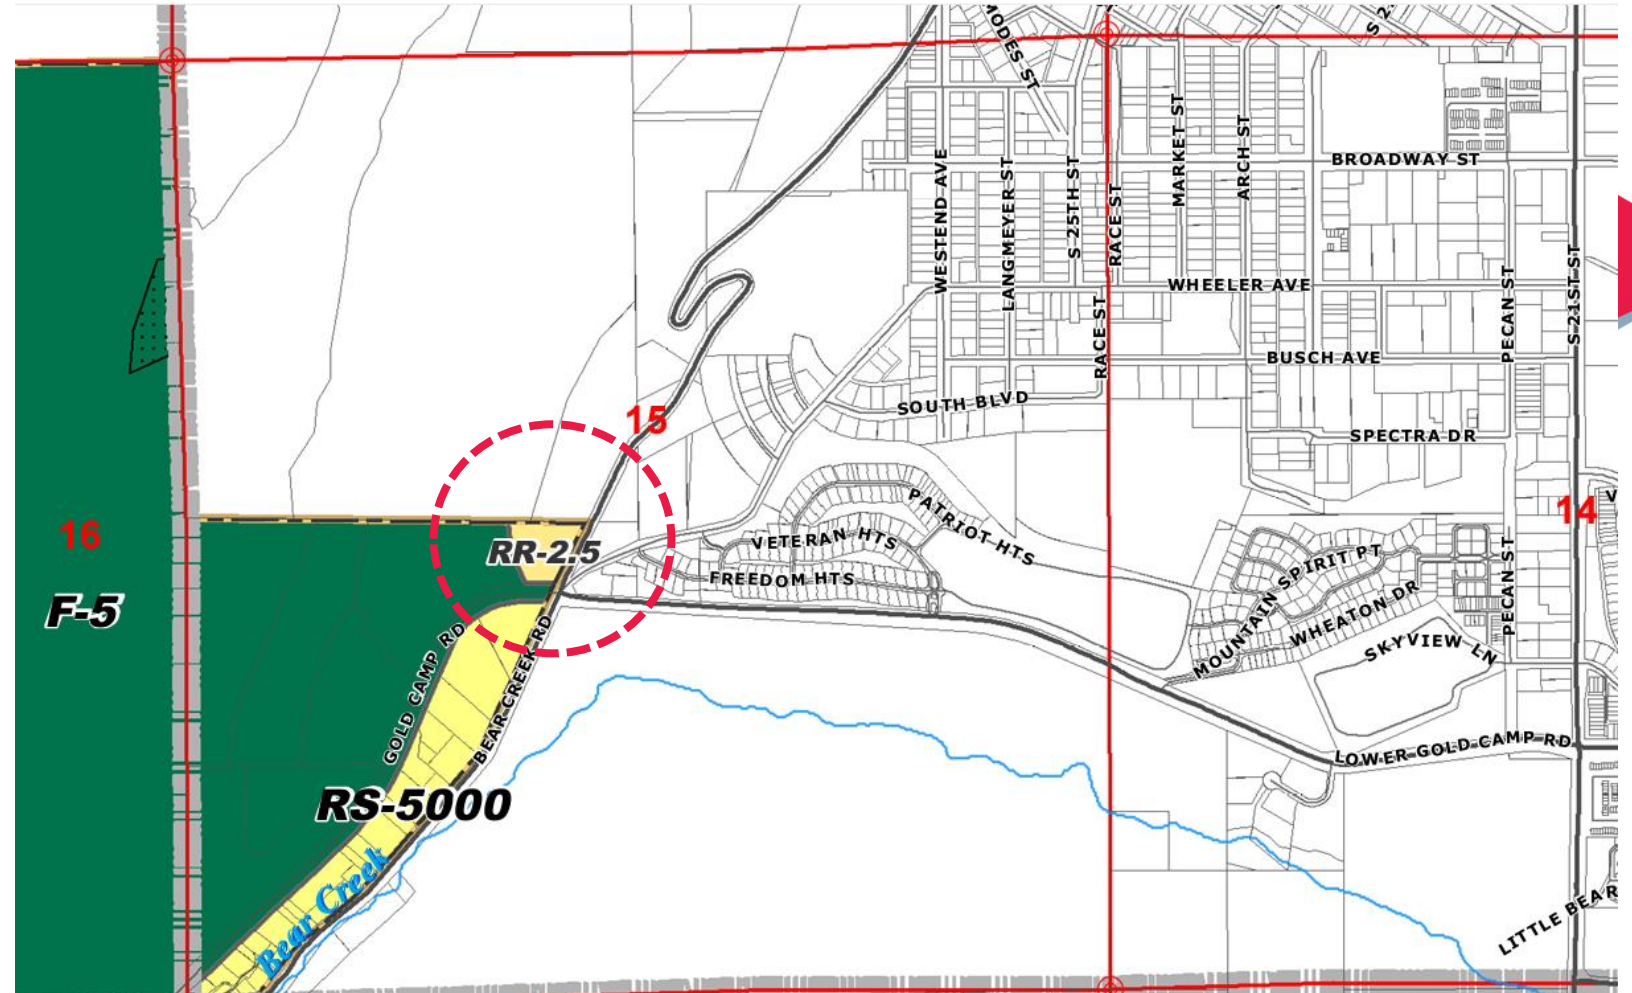 MODES ST
S 2
BROADWAY ST
WESTEND AVE
LANGMEYER ST
S 25TH ST
RACE ST
MARKET ST
ARCH ST
WHEELER AVE
PECAN ST
S 21ST ST
RACE ST
BUSCH AVE
SOUTH BLVD
15
SPECTRA DR
16
F-5
RR-2.5
PATRIOT HTS
VETERAN HTS
FREEDOM HTS
14
V
MOUNTAIN SPIRIT PT
WHEATON DR
PECAN ST
SKYVIEW LN
GOLD CAMP RD
BEAR CREEK RD
LOWER GOLD CAMP RD
RS-5000
Bear Creek
LITTLE BEAR